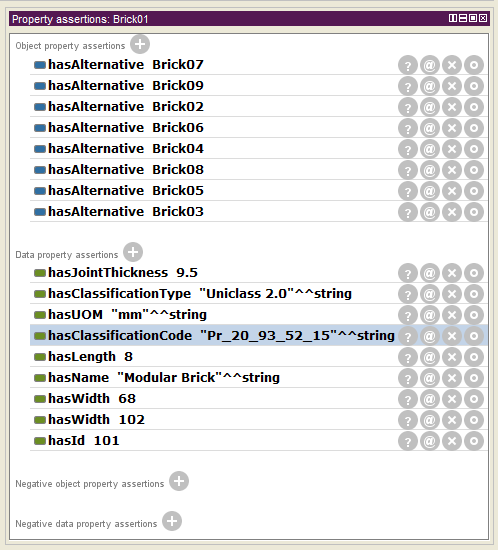 Property assertions: Brick01
Object property assertions
hasAlternative Brick07
hasAlternative Brick09
hasAlternative Brick02
hasAlternative Brick06
hasAlternative Brick04
hasAlternative Brick08
hasAlternative Brick05
hasAlternative Brick03
Data property assertions
hasJointThickness 9.5
hasClassificationType "Uniclass 2.0"^^string
hasUOM "mm"^^string
hasClassificationCode "Pr_20_93_52_15"^^string
hasLength 8
hasName "Modular Brick"^^string
hasWidth 68
hasWidth 102
hasId 101
Negative object property assertions
Negative data property assertions